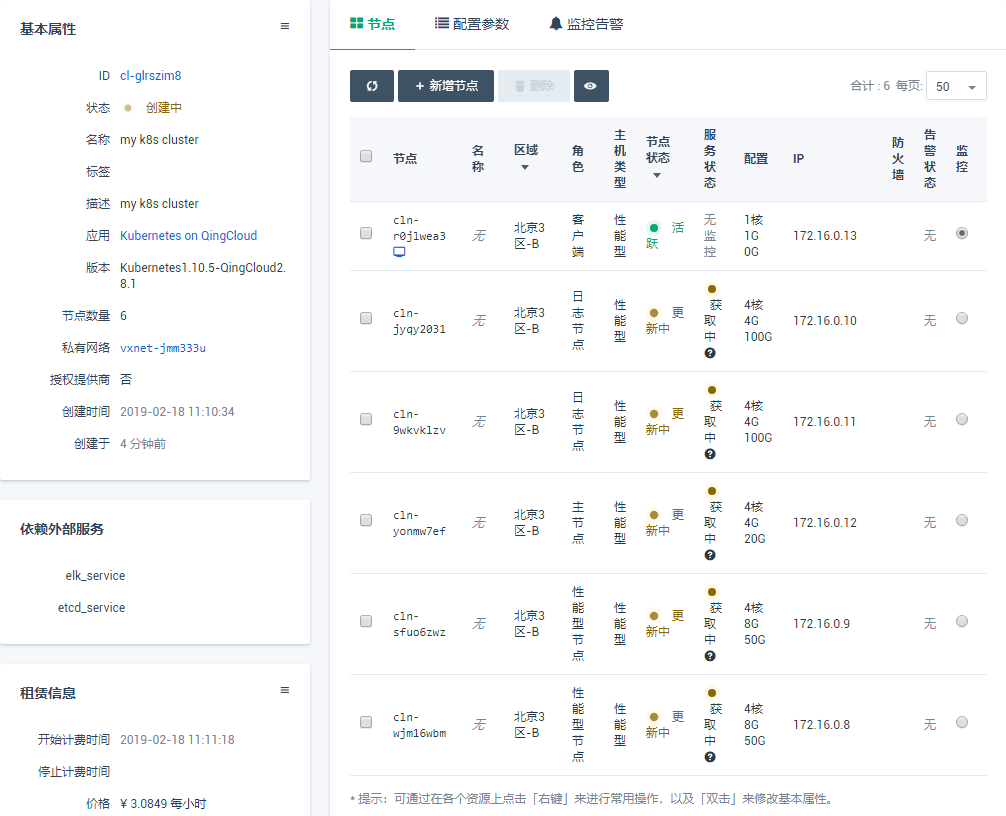 基本属性
ID cl-glrszim8
状态 创建中
名称 my k8s cluster
标签
描述 my k8s cluster
应用 Kubernetes on QingCloud
版本 Kubernetes1.10.5-QingCloud2.
8.1
节点数量 6
私有网络 vxnet-jmm333u
授权提供商 否
创建时间 2019-02-18 11:10:34
创建于 4 分钟前
依赖外部服务
elk_service
etcd_service
租赁信息
开始计费时间 2019-02-18 11:11:18
停止计费时间
价格 ¥ 3.0849 每小时
节点 配置参数 监控告警
+ 新增节点 删除
合计 : 6 每页: 50
节点 名称 区域 角色 主机类型 节点状态 服务状态 配置 IP 防火墙 告警状态 监控
cln-r0jlwea3 无 北京3区-B 客户端 性能型 活跃 无监控 1核 1G 0G 172.16.0.13 无
cln-jyqy2031 无 北京3区-B 日志节点 性能型 更新中 获取中 4核 4G 100G 172.16.0.10 无
cln-9wkvklzv 无 北京3区-B 日志节点 性能型 更新中 获取中 4核 4G 100G 172.16.0.11 无
cln-yonmw7ef 无 北京3区-B 主节点 性能型 更新中 获取中 4核 4G 20G 172.16.0.12 无
cln-sfuo6zwz 无 北京3区-B 性能型节点 性能型 更新中 获取中 4核 8G 50G 172.16.0.9 无
cln-wjm16wbm 无 北京3区-B 性能型节点 性能型 更新中 获取中 4核 8G 50G 172.16.0.8 无
* 提示：可通过在各个资源上点击「右键」来进行常用操作，以及「双击」来修改基本属性。